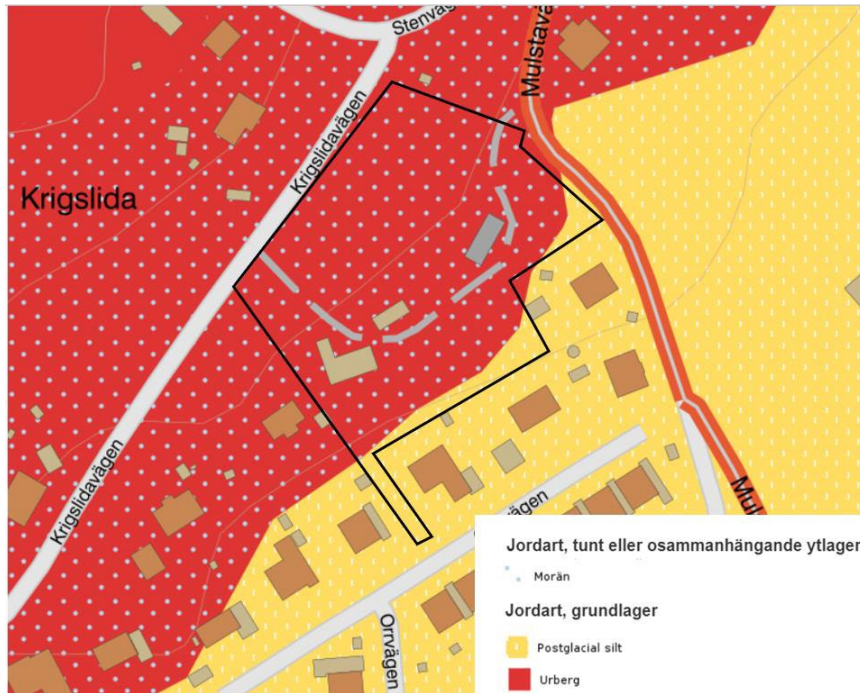 Stenväg
Mulstavä
Krigslidavägen
Krigslida
Krigslidavägen
vägen
Mul
Orrvägen
Jordart, tunt eller osammanhängande ytlager
Morän
Jordart, grundlager
Postglacial silt
Urberg